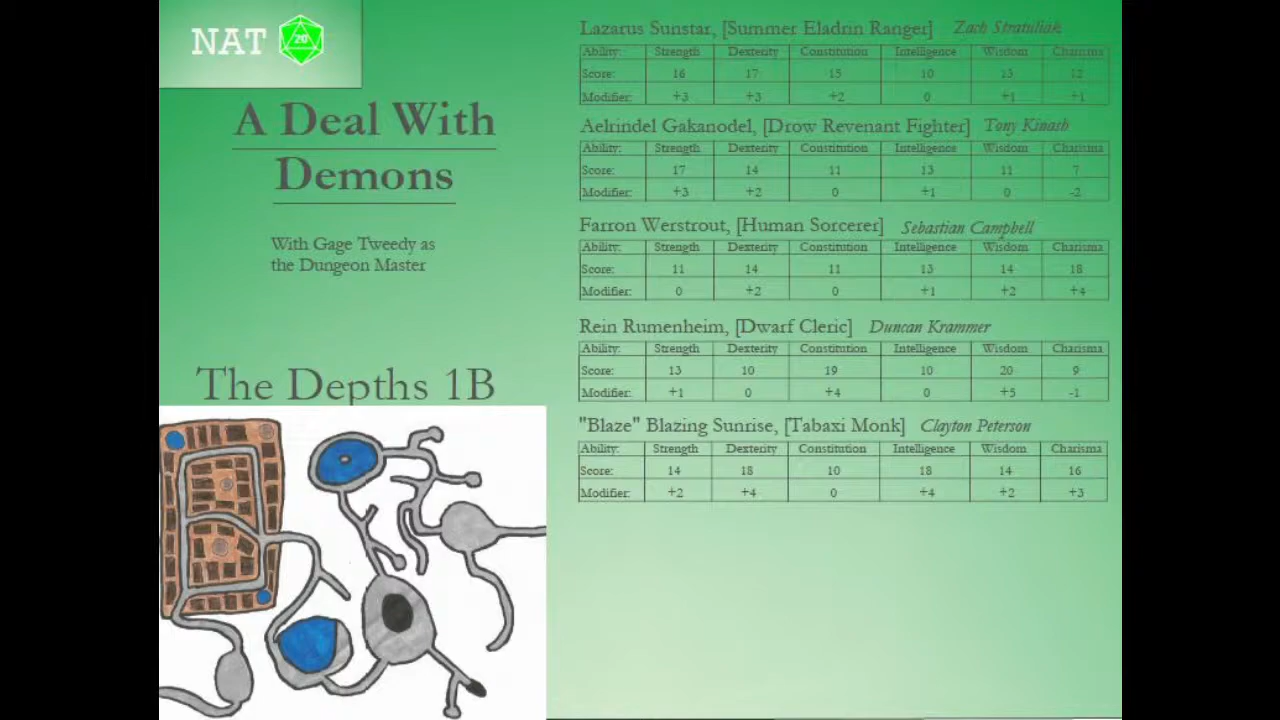 NAT 20
A Deal With
Demons
With Gage Tweedy as
the Dungeon Master
The Depths 1B
Lazarus Sunstar, [Summer Eladrin Ranger] Zach Stratuliak
Ability: Strength Dexterity Constitution Intelligence Wisdom Charisma
Score: 16 17 15 10 13 12
Modifier: +3 +3 +2 0 +1 +1
Aelrindel Gakanodel, [Drow Revenant Fighter] Tony Kinash
Ability: Strength Dexterity Constitution Intelligence Wisdom Charisma
Score: 17 14 11 13 11 7
Modifier: +3 +2 0 +1 0 -2
Farron Werstrout, [Human Sorcerer] Sebastian Campbell
Ability: Strength Dexterity Constitution Intelligence Wisdom Charisma
Score: 11 14 11 13 14 18
Modifier: 0 +2 0 +1 +2 +4
Rein Rumenheim, [Dwarf Cleric] Duncan Krammer
Ability: Strength Dexterity Constitution Intelligence Wisdom Charisma
Score: 13 10 19 10 20 9
Modifier: +1 0 +4 0 +5 -1
"Blaze" Blazing Sunrise, [Tabaxi Monk] Clayton Peterson
Ability: Strength Dexterity Constitution Intelligence Wisdom Charisma
Score: 14 18 10 18 14 16
Modifier: +2 +4 0 +4 +2 +3